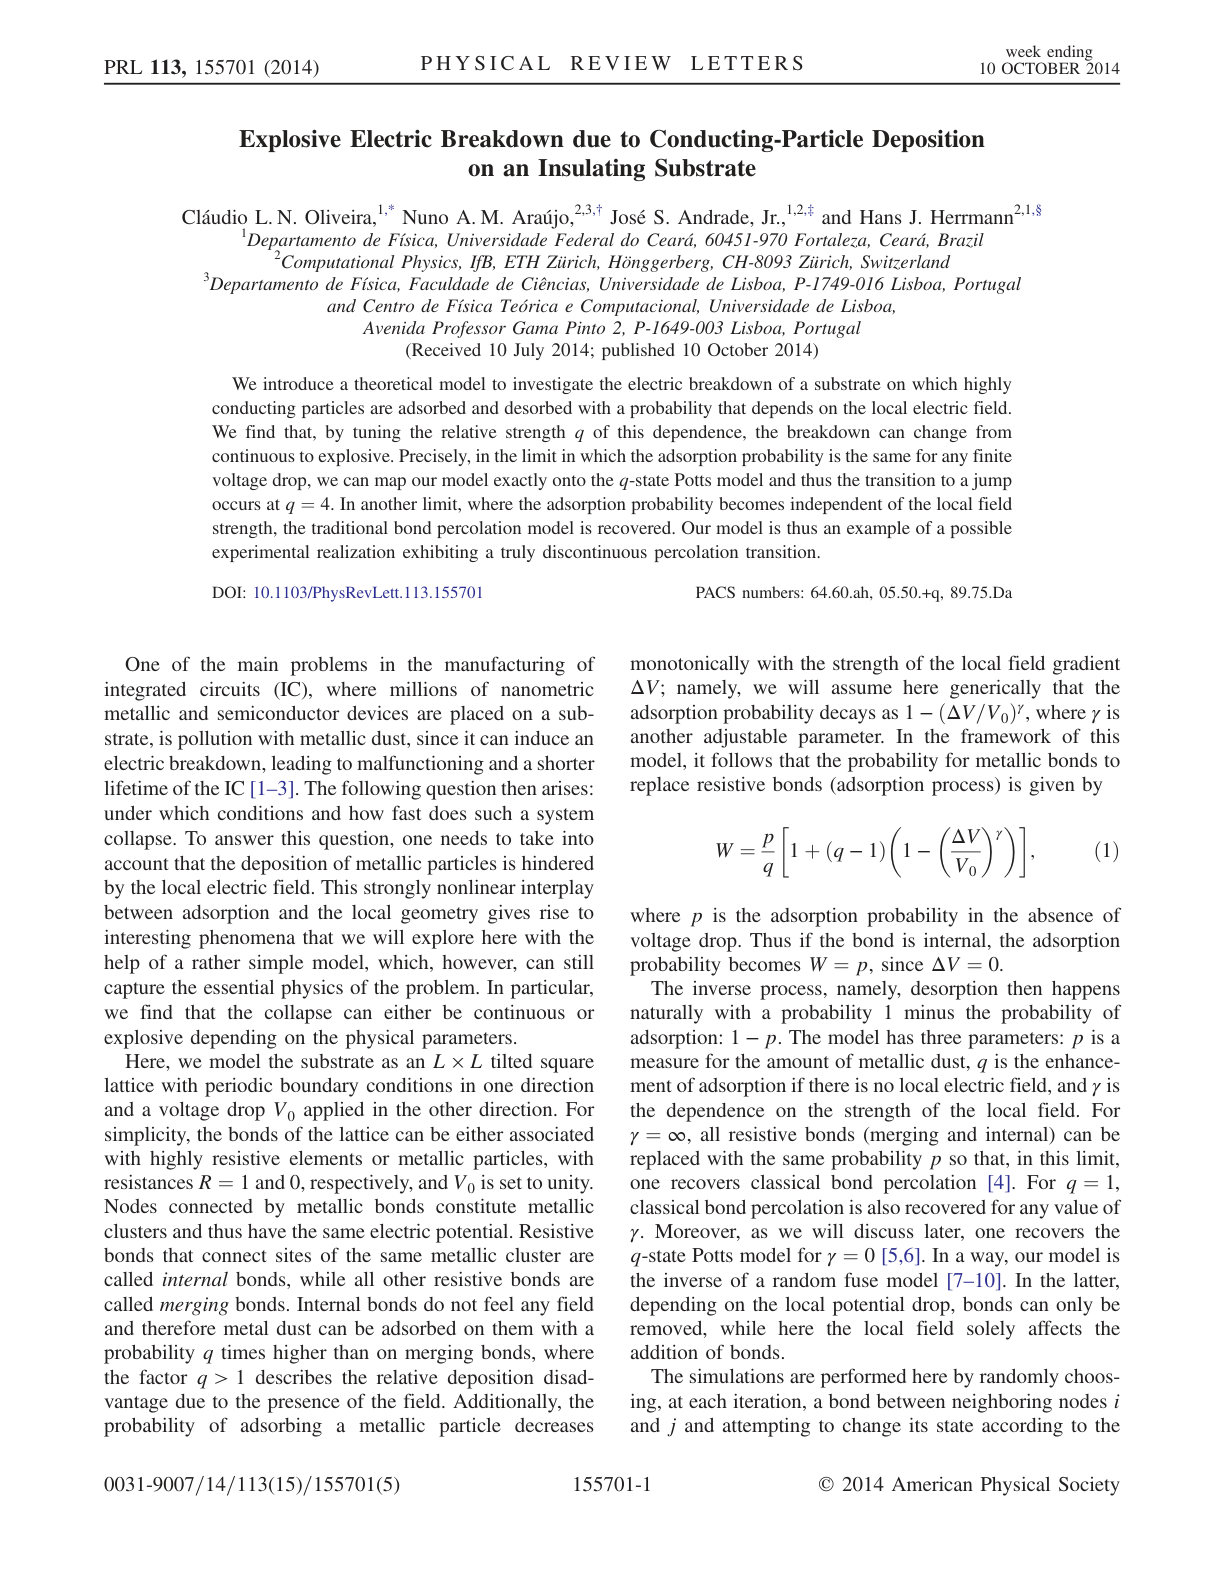 PRL 113, 155701 (2014)
PHYSICAL REVIEW LETTERS
week ending
10 OCTOBER 2014
Explosive Electric Breakdown due to Conducting-Particle Deposition
on an Insulating Substrate
Cláudio L. N. Oliveira,1,* Nuno A. M. Araújo,2,3,† José S. Andrade, Jr.,1,2,‡ and Hans J. Herrmann2,1,§
1Departamento de Física, Universidade Federal do Ceará, 60451-970 Fortaleza, Ceará, Brazil
2Computational Physics, IfB, ETH Zürich, Hönggerberg, CH-8093 Zürich, Switzerland
3Departamento de Física, Faculdade de Ciências, Universidade de Lisboa, P-1749-016 Lisboa, Portugal
and Centro de Física Teórica e Computacional, Universidade de Lisboa,
Avenida Professor Gama Pinto 2, P-1649-003 Lisboa, Portugal
(Received 10 July 2014; published 10 October 2014)
We introduce a theoretical model to investigate the electric breakdown of a substrate on which highly
conducting particles are adsorbed and desorbed with a probability that depends on the local electric field.
We find that, by tuning the relative strength q of this dependence, the breakdown can change from
continuous to explosive. Precisely, in the limit in which the adsorption probability is the same for any finite
voltage drop, we can map our model exactly onto the q-state Potts model and thus the transition to a jump
occurs at q = 4. In another limit, where the adsorption probability becomes independent of the local field
strength, the traditional bond percolation model is recovered. Our model is thus an example of a possible
experimental realization exhibiting a truly discontinuous percolation transition.
DOI: 10.1103/PhysRevLett.113.155701
PACS numbers: 64.60.ah, 05.50.+q, 89.75.Da
One of the main problems in the manufacturing of
integrated circuits (IC), where millions of nanometric
metallic and semiconductor devices are placed on a sub-
strate, is pollution with metallic dust, since it can induce an
electric breakdown, leading to malfunctioning and a shorter
lifetime of the IC [1–3]. The following question then arises:
under which conditions and how fast does such a system
collapse. To answer this question, one needs to take into
account that the deposition of metallic particles is hindered
by the local electric field. This strongly nonlinear interplay
between adsorption and the local geometry gives rise to
interesting phenomena that we will explore here with the
help of a rather simple model, which, however, can still
capture the essential physics of the problem. In particular,
we find that the collapse can either be continuous or
explosive depending on the physical parameters.
Here, we model the substrate as an L × L tilted square
lattice with periodic boundary conditions in one direction
and a voltage drop V0 applied in the other direction. For
simplicity, the bonds of the lattice can be either associated
with highly resistive elements or metallic particles, with
resistances R = 1 and 0, respectively, and V0 is set to unity.
Nodes connected by metallic bonds constitute metallic
clusters and thus have the same electric potential. Resistive
bonds that connect sites of the same metallic cluster are
called internal bonds, while all other resistive bonds are
called merging bonds. Internal bonds do not feel any field
and therefore metal dust can be adsorbed on them with a
probability q times higher than on merging bonds, where
the factor q > 1 describes the relative deposition disad-
vantage due to the presence of the field. Additionally, the
probability of adsorbing a metallic particle decreases
monotonically with the strength of the local field gradient
ΔV; namely, we will assume here generically that the
adsorption probability decays as 1 − (ΔV/V0)^γ, where γ is
another adjustable parameter. In the framework of this
model, it follows that the probability for metallic bonds to
replace resistive bonds (adsorption process) is given by
W = p/q [1 + (q − 1)(1 − (ΔV/V0)^γ)], (1)
where p is the adsorption probability in the absence of
voltage drop. Thus if the bond is internal, the adsorption
probability becomes W = p, since ΔV = 0.
The inverse process, namely, desorption then happens
naturally with a probability 1 minus the probability of
adsorption: 1 − p. The model has three parameters: p is a
measure for the amount of metallic dust, q is the enhance-
ment of adsorption if there is no local electric field, and γ is
the dependence on the strength of the local field. For
γ = ∞, all resistive bonds (merging and internal) can be
replaced with the same probability p so that, in this limit,
one recovers classical bond percolation [4]. For q = 1,
classical bond percolation is also recovered for any value of
γ. Moreover, as we will discuss later, one recovers the
q-state Potts model for γ = 0 [5,6]. In a way, our model is
the inverse of a random fuse model [7–10]. In the latter,
depending on the local potential drop, bonds can only be
removed, while here the local field solely affects the
addition of bonds.
The simulations are performed here by randomly choos-
ing, at each iteration, a bond between neighboring nodes i
and j and attempting to change its state according to the
0031-9007/14/113(15)/155701(5)
155701-1
© 2014 American Physical Society